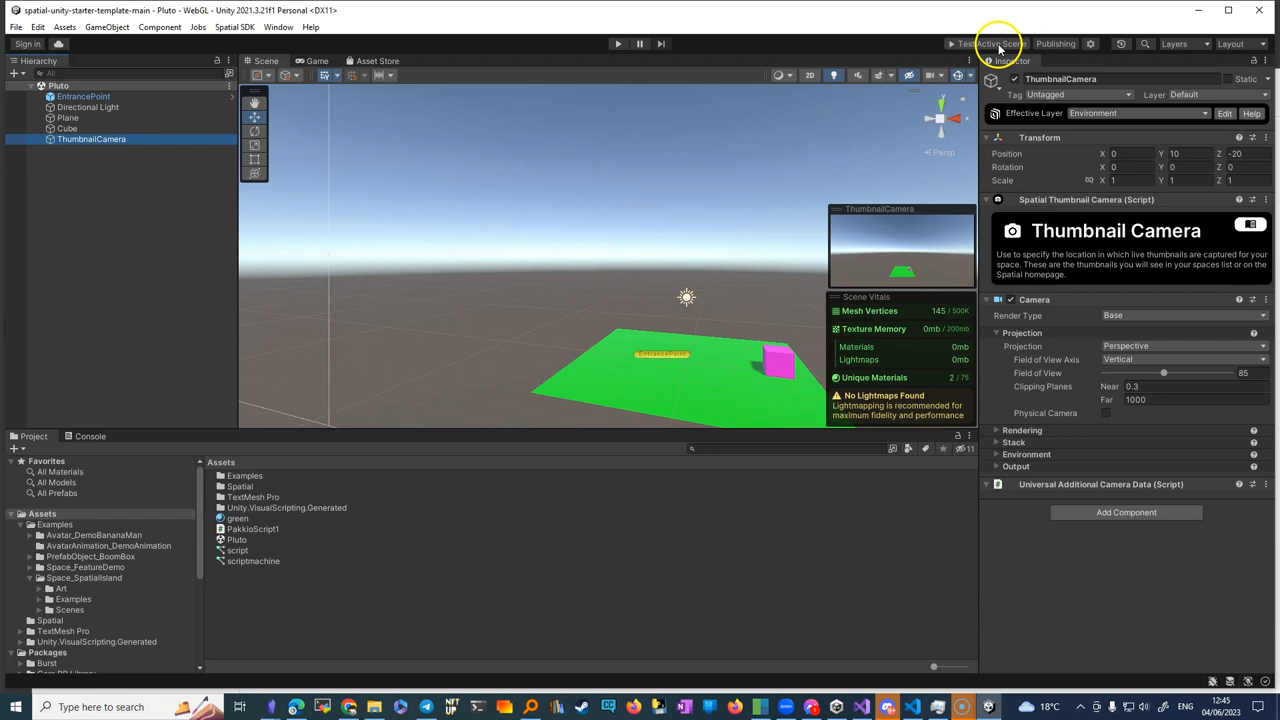 spatial-unity-starter-template-main - Pluto - WebGL - Unity 2021.3.21f1 Personal <DX11>
File Edit Assets GameObject Component Jobs Spatial SDK Window Help
Sign in
Test Active Scene Publishing Layers Layout
Hierarchy
All
Pluto
EntrancePoint
Directional Light
Plane
Cube
ThumbnailCamera
Scene Game Asset Store
2D
y
x
Persp
EntrancePoint
ThumbnailCamera
Scene Vitals
Mesh Vertices 145 / 500K
Texture Memory 0mb / 200mb
Materials 0mb
Lightmaps 0mb
Unique Materials 2 / 75
No Lightmaps Found
Lightmapping is recommended for
maximum fidelity and performance
Inspector
ThumbnailCamera Static
Tag Untagged Layer Default
Effective Layer Environment Edit Help
Transform
Position X 0 Y 10 Z -20
Rotation X 0 Y 0 Z 0
Scale X 1 Y 1 Z 1
Spatial Thumbnail Camera (Script)
Thumbnail Camera
Use to specify the location in which live thumbnails are captured for your
space. These are the thumbnails you will see in your spaces list or on the
Spatial homepage.
Camera
Render Type Base
Projection
Projection Perspective
Field of View Axis Vertical
Field of View 85
Clipping Planes Near 0.3
Far 1000
Physical Camera
Rendering
Stack
Environment
Output
Universal Additional Camera Data (Script)
Add Component
Project Console
11
Favorites
All Materials
All Models
All Prefabs
Assets
Examples
Avatar_DemoBananaMan
AvatarAnimation_DemoAnimation
PrefabObject_BoomBox
Space_FeatureDemo
Space_SpatialIsland
Art
Examples
Scenes
Spatial
TextMesh Pro
Unity.VisualScripting.Generated
Packages
Burst
Assets
Examples
Spatial
TextMesh Pro
Unity.VisualScripting.Generated
green
PakkioScript1
Pluto
script
scriptmachine
Type here to search
18°C
ENG
12:45
04/06/2023